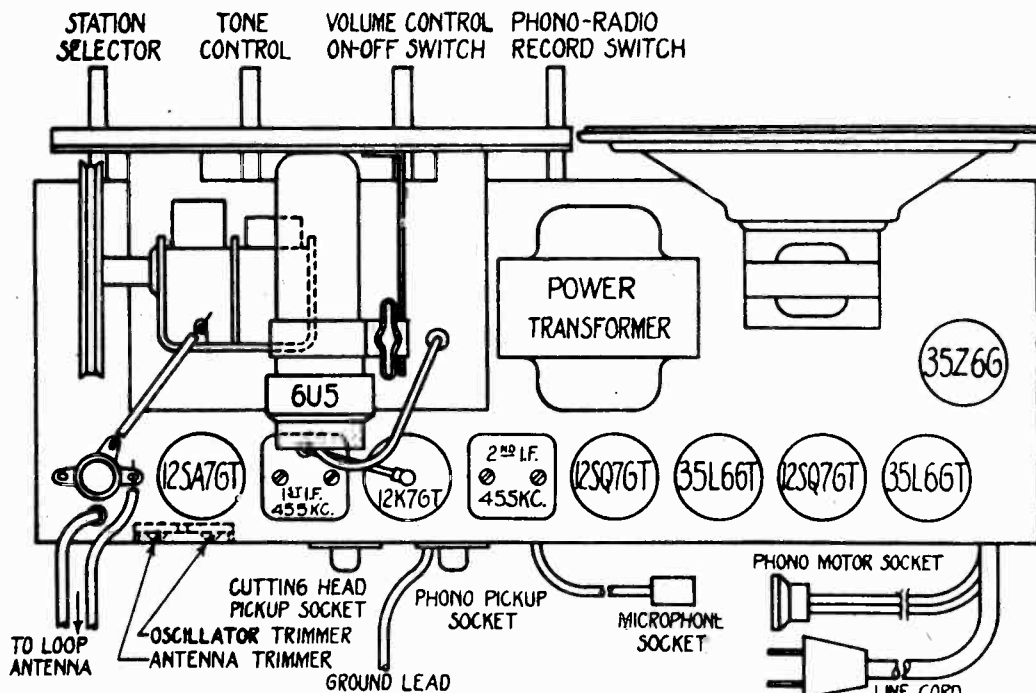 STATION SELECTOR
TONE CONTROL
VOLUME CONTROL
ON-OFF SWITCH
PHONO-RADIO
RECORD SWITCH
POWER
TRANSFORMER
35Z6G
6U5
12SA7GT
1ST I.F.
455KC.
12K7GT
2ND I.F.
455KC.
12SQ7GT
35L6GT
12SQ7GT
35L6GT
TO LOOP
ANTENNA
OSCILLATOR TRIMMER
ANTENNA TRIMMER
CUTTING HEAD
PICKUP SOCKET
GROUND LEAD
PHONO PICKUP
SOCKET
MICROPHONE
SOCKET
PHONO MOTOR SOCKET
LINE CORD